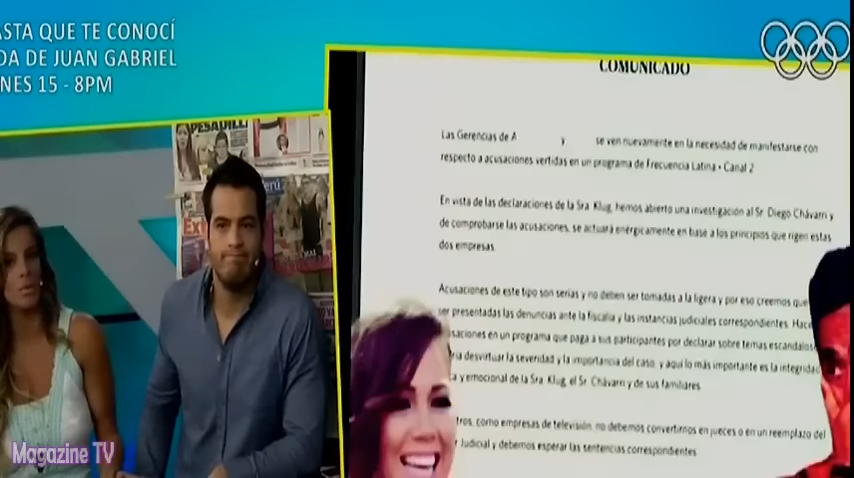 ASTA QUE TE CONOCÍ
DA DE JUAN GABRIEL
NES 15 - 8PM
COMUNICADO
Las Gerencias de A y se ven nuevamente en la necesidad de manifestarse con
respecto a acusaciones vertidas en un programa de Frecuencia Latina - Canal 2
En vista de las declaraciones de la Sra. Klug, hemos abierto una investigación al Sr. Diego Chávarri y
de comprobarse las acusaciones, se actuará enérgicamente en base a los principios que rigen estas
dos empresas.
Acusaciones de este tipo son serias y no deben ser tomadas a la ligera y por eso creemos que
ser presentadas las denuncias ante la fiscalía y las instancias judiciales correspondientes. Hace
usaciones en un programa que paga a sus participantes por declarar sobre temas escandalos
ría desvirtuar la severidad y la importancia del caso, y aquí lo más importante es la integridad
a y emocional de la Sra. Klug, el Sr. Chávarri y de sus familiares.
tros, como empresas de televisión, no debemos convertirnos en jueces o en un reemplazo del
r Judicial y debemos esperar las sentencias correspondientes.
PESADILL
Magazine TV